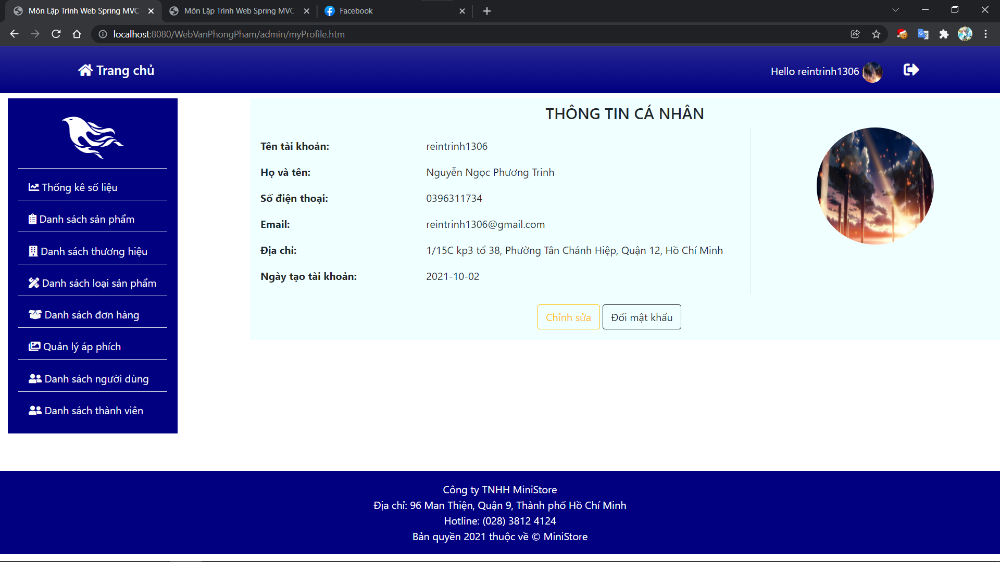 Môn Lập Trình Web Spring MVC
Môn Lập Trình Web Spring MVC
Facebook
localhost:8080/WebVanPhongPham/admin/myProfile.htm
Trang chủ
Hello reintrinh1306
Thống kê số liệu
Danh sách sản phẩm
Danh sách thương hiệu
Danh sách loại sản phẩm
Danh sách đơn hàng
Quản lý áp phích
Danh sách người dùng
Danh sách thành viên
THÔNG TIN CÁ NHÂN
Tên tài khoản: reintrinh1306
Họ và tên: Nguyễn Ngọc Phương Trinh
Số điện thoại: 0396311734
Email: reintrinh1306@gmail.com
Địa chỉ: 1/15C kp3 tổ 38, Phường Tân Chánh Hiệp, Quận 12, Hồ Chí Minh
Ngày tạo tài khoản: 2021-10-02
Chỉnh sửa Đổi mật khẩu
Công ty TNHH MiniStore
Địa chỉ: 96 Man Thiện, Quận 9, Thành phố Hồ Chí Minh
Hotline: (028) 3812 4124
Bản quyền 2021 thuộc về © MiniStore